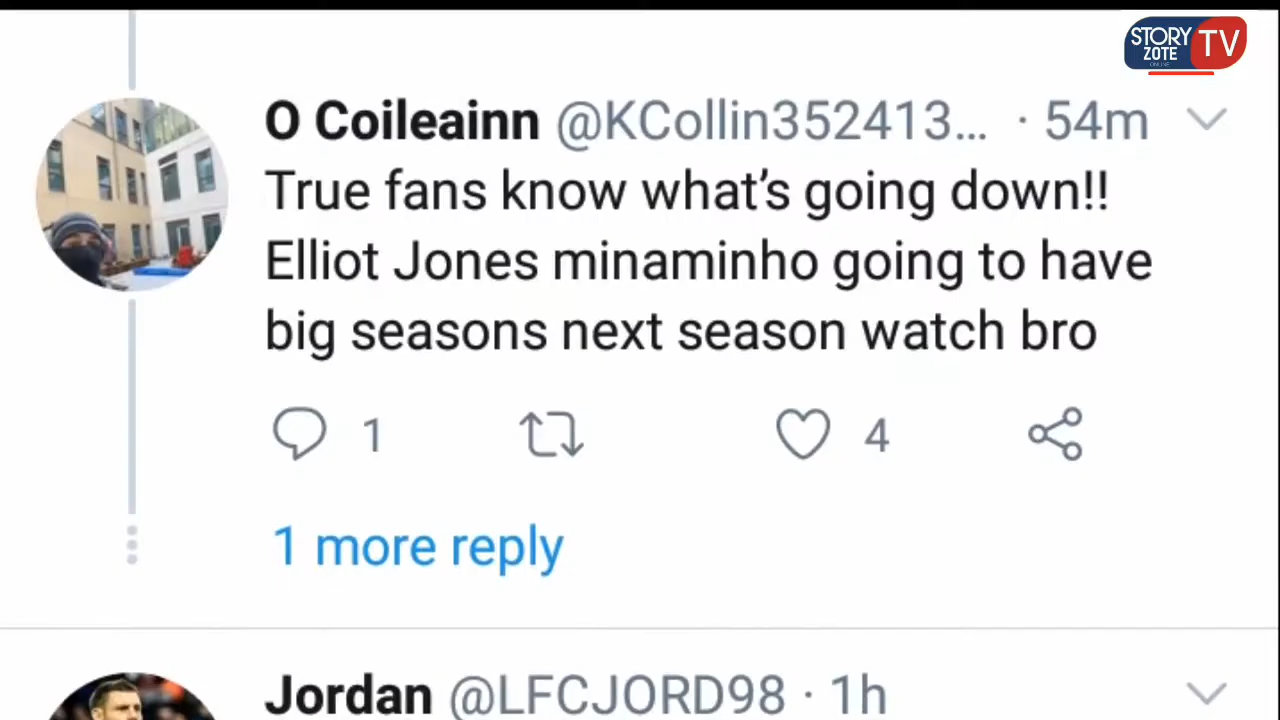 STORY
ZOTE
ONLINE
TV
O Coileainn @KCollin352413... · 54m
True fans know what's going down!!
Elliot Jones minaminho going to have
big seasons next season watch bro
1
4
1 more reply
Jordan @LFCJORD98 · 1h